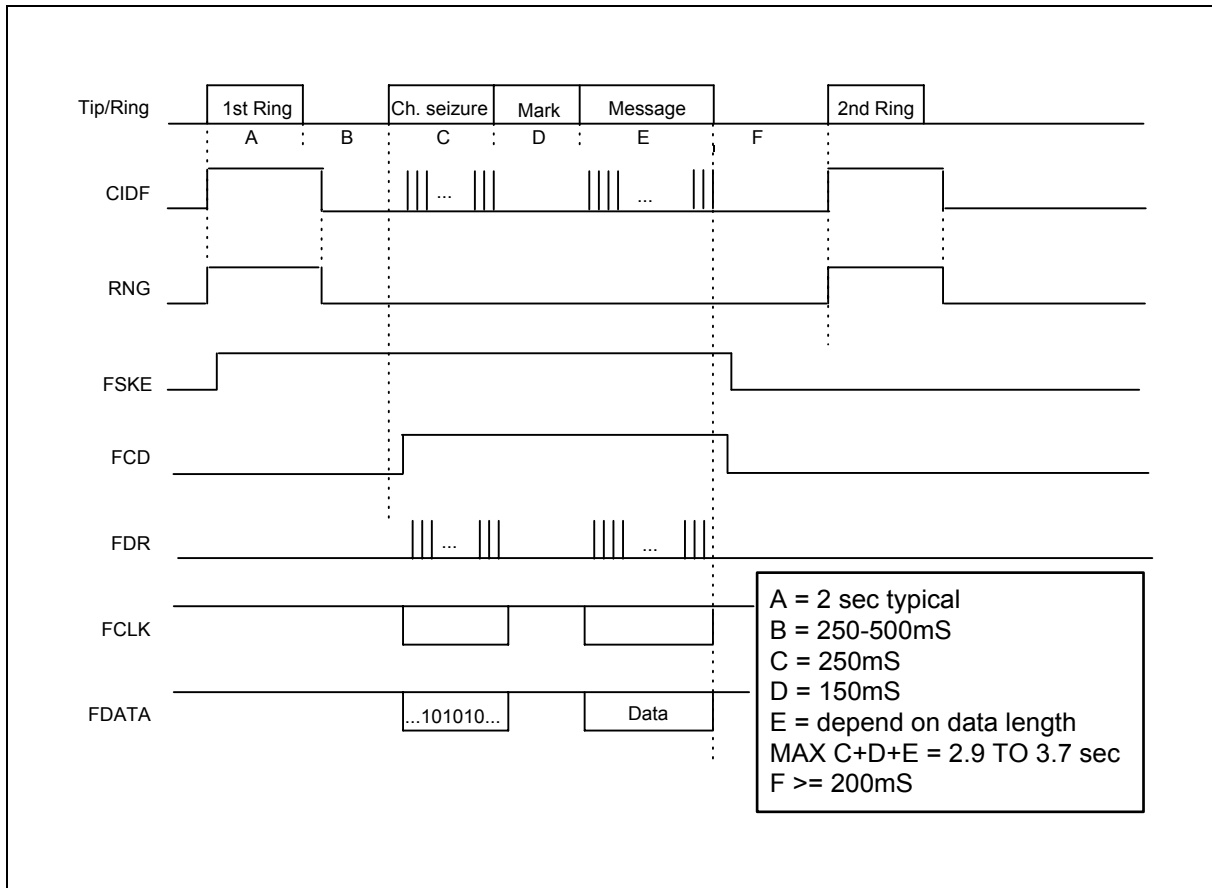 Tip/Ring 1st Ring Ch. seizure Mark Message 2nd Ring
A B C D E F
CIDF ... ...
RNG
FSKE
FCD
FDR ... ...
FCLK
FDATA ...101010... Data
A = 2 sec typical
B = 250-500mS
C = 250mS
D = 150mS
E = depend on data length
MAX C+D+E = 2.9 TO 3.7 sec
F >= 200mS